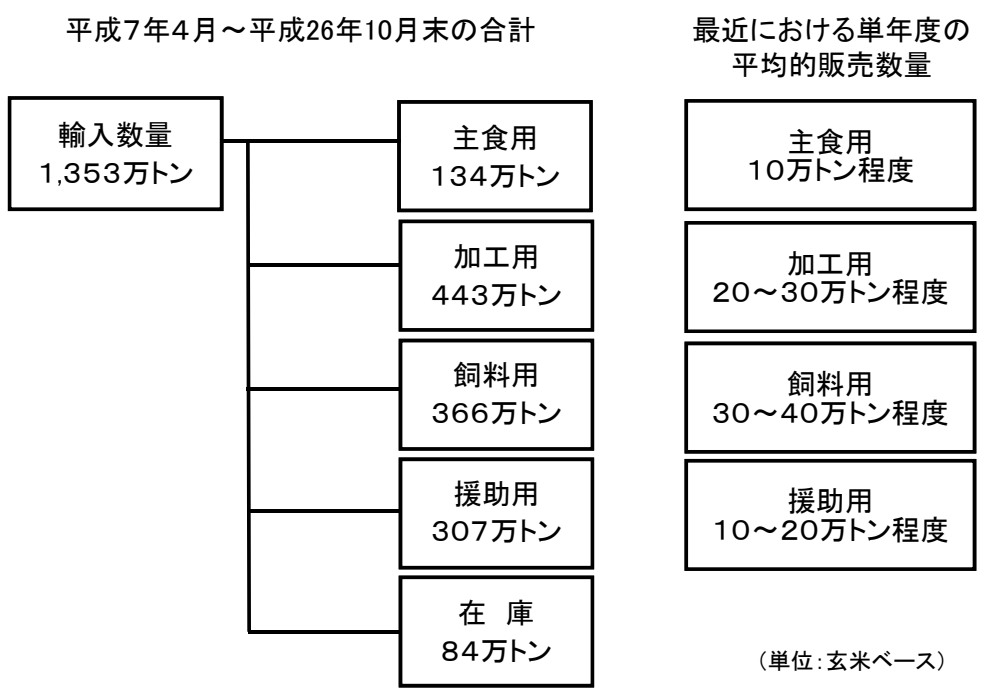 平成7年4月～平成26年10月末の合計
輸入数量
1,353万トン
主食用
134万トン
加工用
443万トン
飼料用
366万トン
援助用
307万トン
在　庫
84万トン
最近における単年度の
平均的販売数量
主食用
10万トン程度
加工用
20～30万トン程度
飼料用
30～40万トン程度
援助用
10～20万トン程度
（単位：玄米ベース）